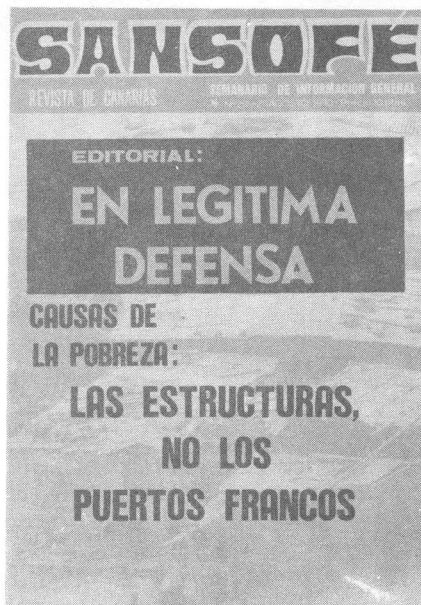 SANSOFE
REVISTA DE CANARIAS
SEMANARIO DE INFORMACION GENERAL
EDITORIAL:
EN LEGITIMA
DEFENSA
CAUSAS DE
LA POBREZA:
LAS ESTRUCTURAS,
NO LOS
PUERTOS FRANCOS